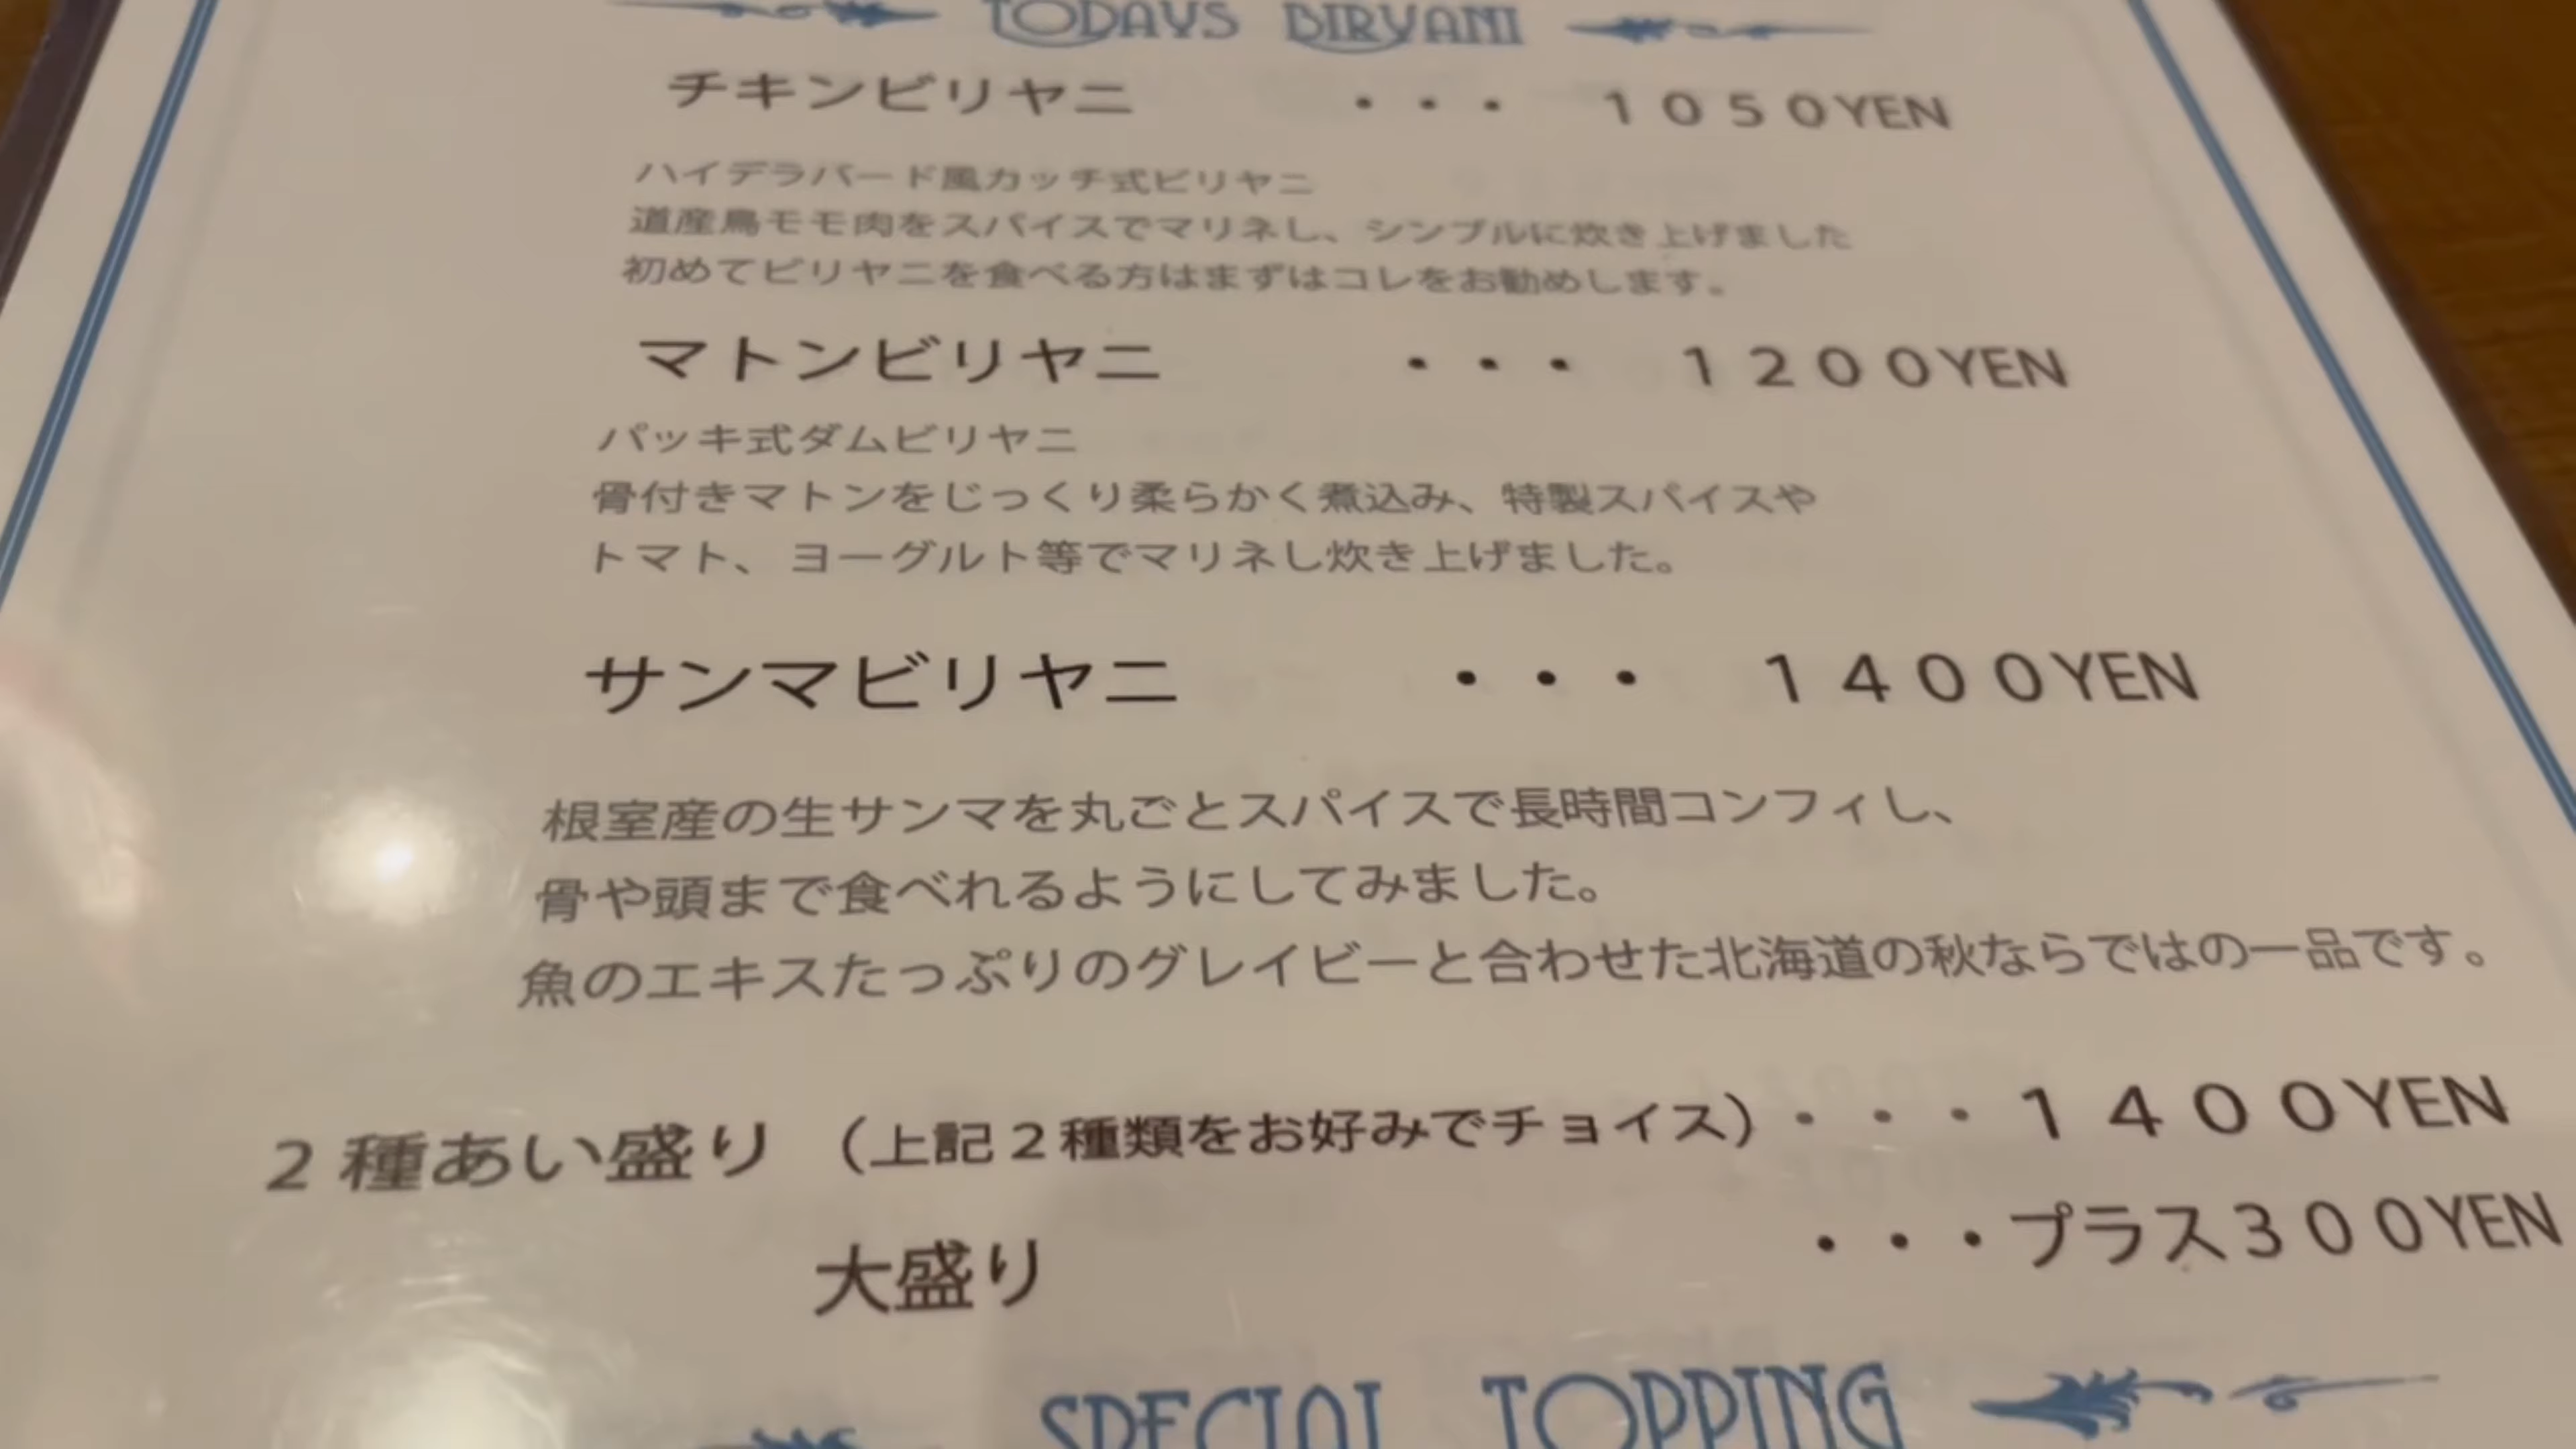 TODAYS BIRYANI
チキンビリヤニ ・・・ １０５０YEN
ハイデラバード風カッチ式ビリヤニ
道産鳥モモ肉をスパイスでマリネし、シンプルに炊き上げました
初めてビリヤニを食べる方はまずはコレをお勧めします。
マトンビリヤニ ・・・ １２００YEN
パッキ式ダムビリヤニ
骨付きマトンをじっくり柔らかく煮込み、特製スパイスや
トマト、ヨーグルト等でマリネし炊き上げました。
サンマビリヤニ ・・・ １４００YEN
根室産の生サンマを丸ごとスパイスで長時間コンフィし、
骨や頭まで食べれるようにしてみました。
魚のエキスたっぷりのグレイビーと合わせた北海道の秋ならではの一品です。
２種あい盛り（上記２種類をお好みでチョイス）・・・１４００YEN
大盛り ・・・プラス３００YEN
SPECIAL TOPPING